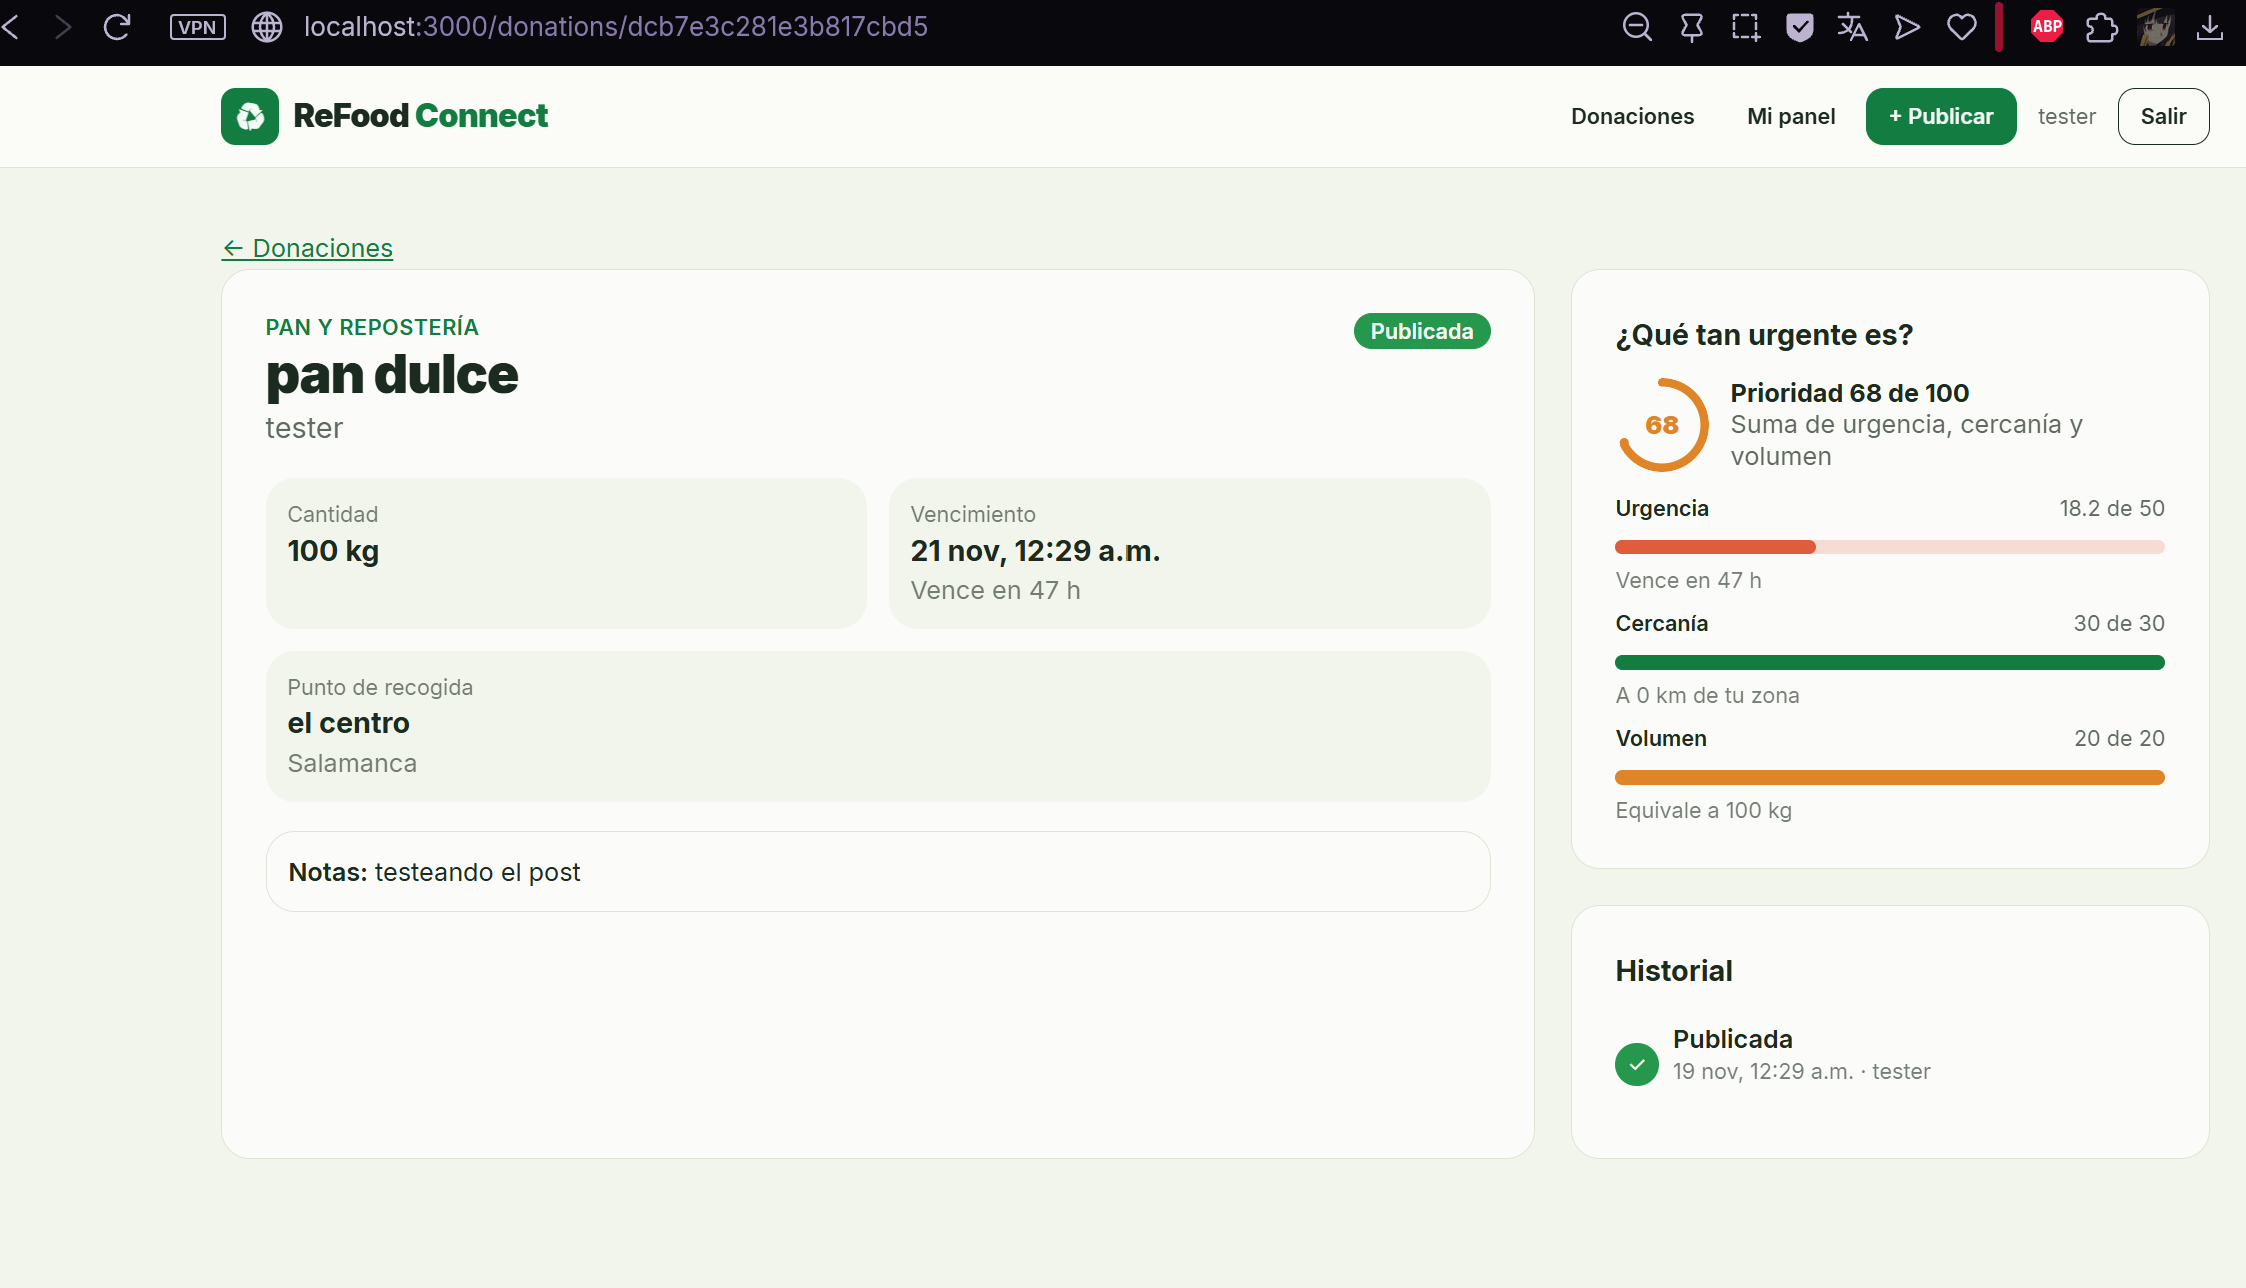 VPN localhost:3000/donations/dcb7e3c281e3b817cbd5 ABP
ReFood Connect Donaciones Mi panel + Publicar tester Salir
← Donaciones
PAN Y REPOSTERÍA Publicada
pan dulce
tester
Cantidad
100 kg
Vencimiento
21 nov, 12:29 a.m.
Vence en 47 h
Punto de recogida
el centro
Salamanca
Notas: testeando el post
¿Qué tan urgente es?
68
Prioridad 68 de 100
Suma de urgencia, cercanía y
volumen
Urgencia 18.2 de 50
Vence en 47 h
Cercanía 30 de 30
A 0 km de tu zona
Volumen 20 de 20
Equivale a 100 kg
Historial
Publicada
19 nov, 12:29 a.m. · tester